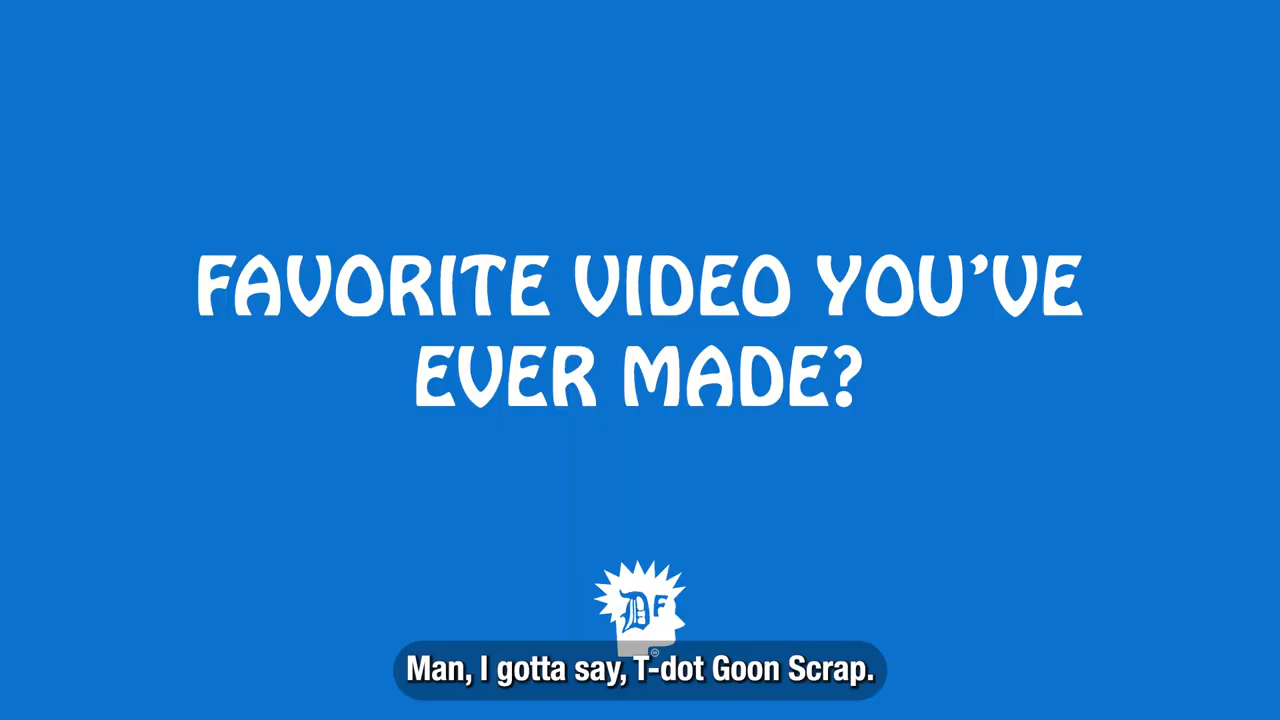 FAVORITE VIDEO YOU'VE
EVER MADE?
DF
Man, I gotta say, T-dot Goon Scrap.